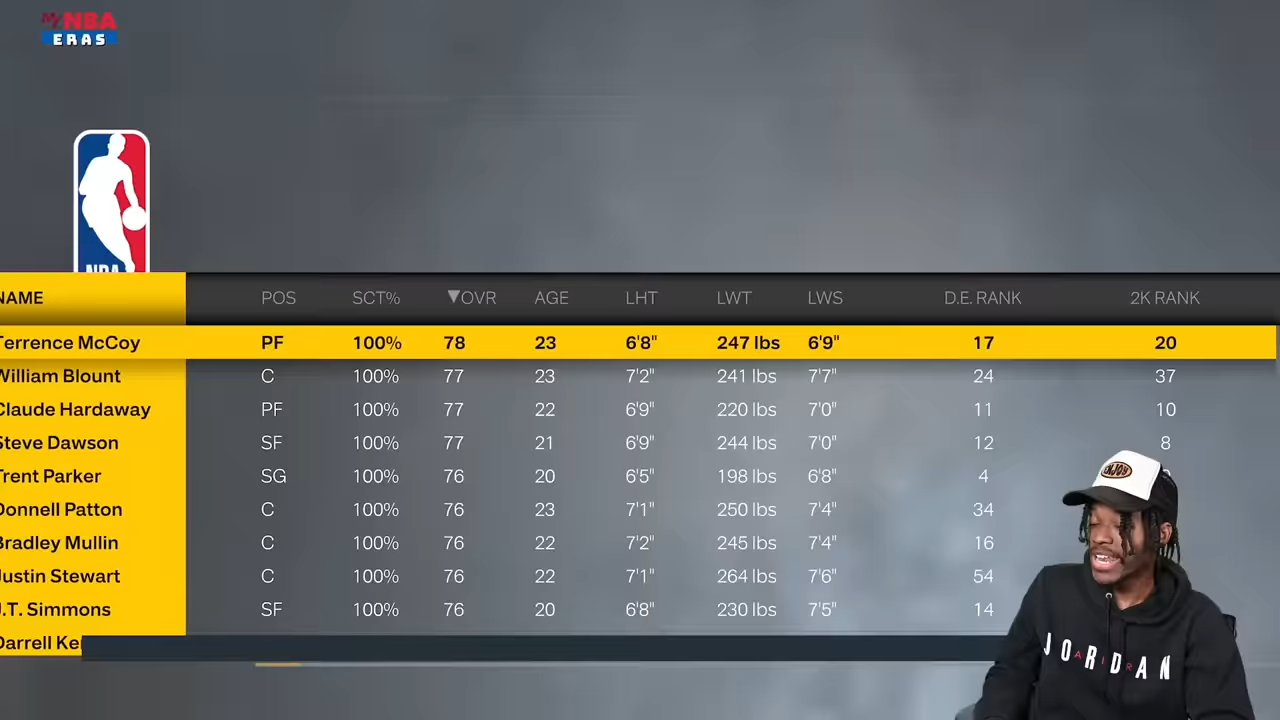 MyNBA
ERAS
NBA
NAME POS SCT% ▼OVR AGE LHT LWT LWS D.E. RANK 2K RANK
Terrence McCoy PF 100% 78 23 6'8" 247 lbs 6'9" 17 20
William Blount C 100% 77 23 7'2" 241 lbs 7'7" 24 37
Claude Hardaway PF 100% 77 22 6'9" 220 lbs 7'0" 11 10
Steve Dawson SF 100% 77 21 6'9" 244 lbs 7'0" 12 8
Trent Parker SG 100% 76 20 6'5" 198 lbs 6'8" 4
Donnell Patton C 100% 76 23 7'1" 250 lbs 7'4" 34
Bradley Mullin C 100% 76 22 7'2" 245 lbs 7'4" 16
Justin Stewart C 100% 76 22 7'1" 264 lbs 7'6" 54
J.T. Simmons SF 100% 76 20 6'8" 230 lbs 7'5" 14
Darrell
ENJOY
JORDAN
AIR